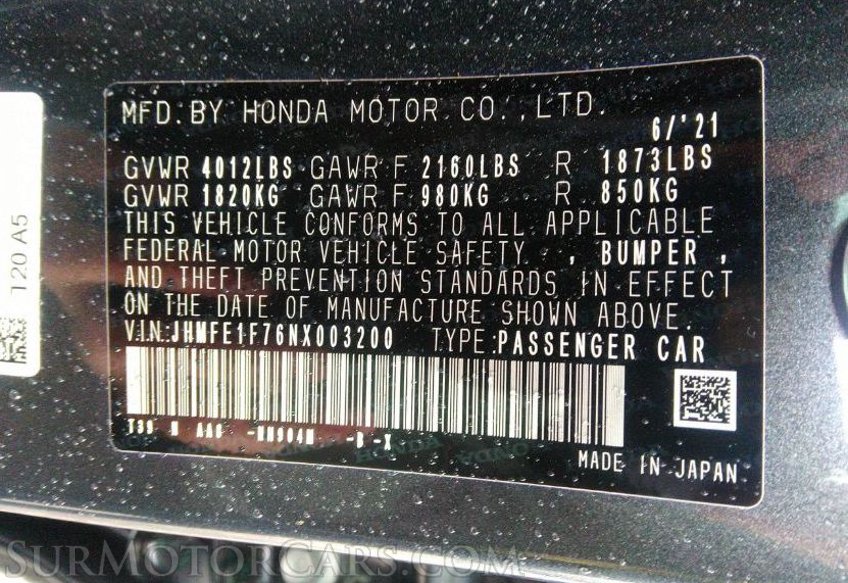 MFD. BY HONDA MOTOR CO., LTD.
6/'21
GVWR 4012LBS GAWR F 2160LBS R 1873LBS
GVWR 1820KG GAWR F 980KG R 850KG
THIS VEHICLE CONFORMS TO ALL APPLICABLE
FEDERAL MOTOR VEHICLE SAFETY , BUMPER ,
AND THEFT PREVENTION STANDARDS IN EFFECT
ON THE DATE OF MANUFACTURE SHOWN ABOVE.
VIN:JHMFE1F76NX003200 TYPE:PASSENGER CAR
-B -X
MADE IN JAPAN
120 A5
SurMotorCars.com